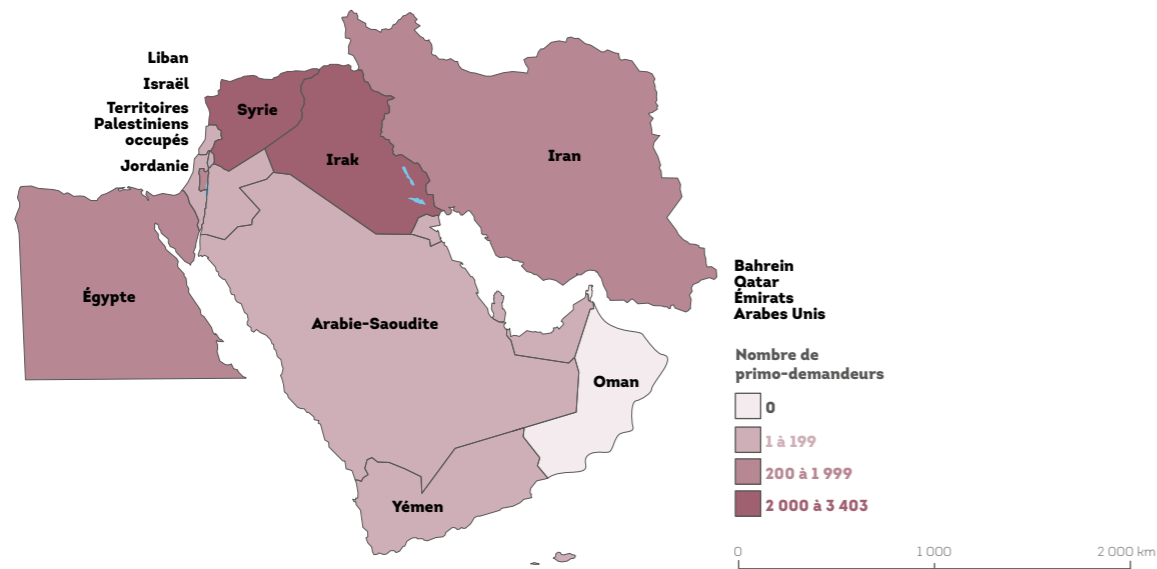 Liban
Israël
Territoires
Palestiniens
occupés
Jordanie
Syrie
Irak
Iran
Égypte
Arabie-Saoudite
Oman
Yémen
Bahrein
Qatar
Émirats
Arabes Unis
Nombre de
primo-demandeurs
0
1 à 199
200 à 1 999
2 000 à 3 403
0 1 000 2 000 km